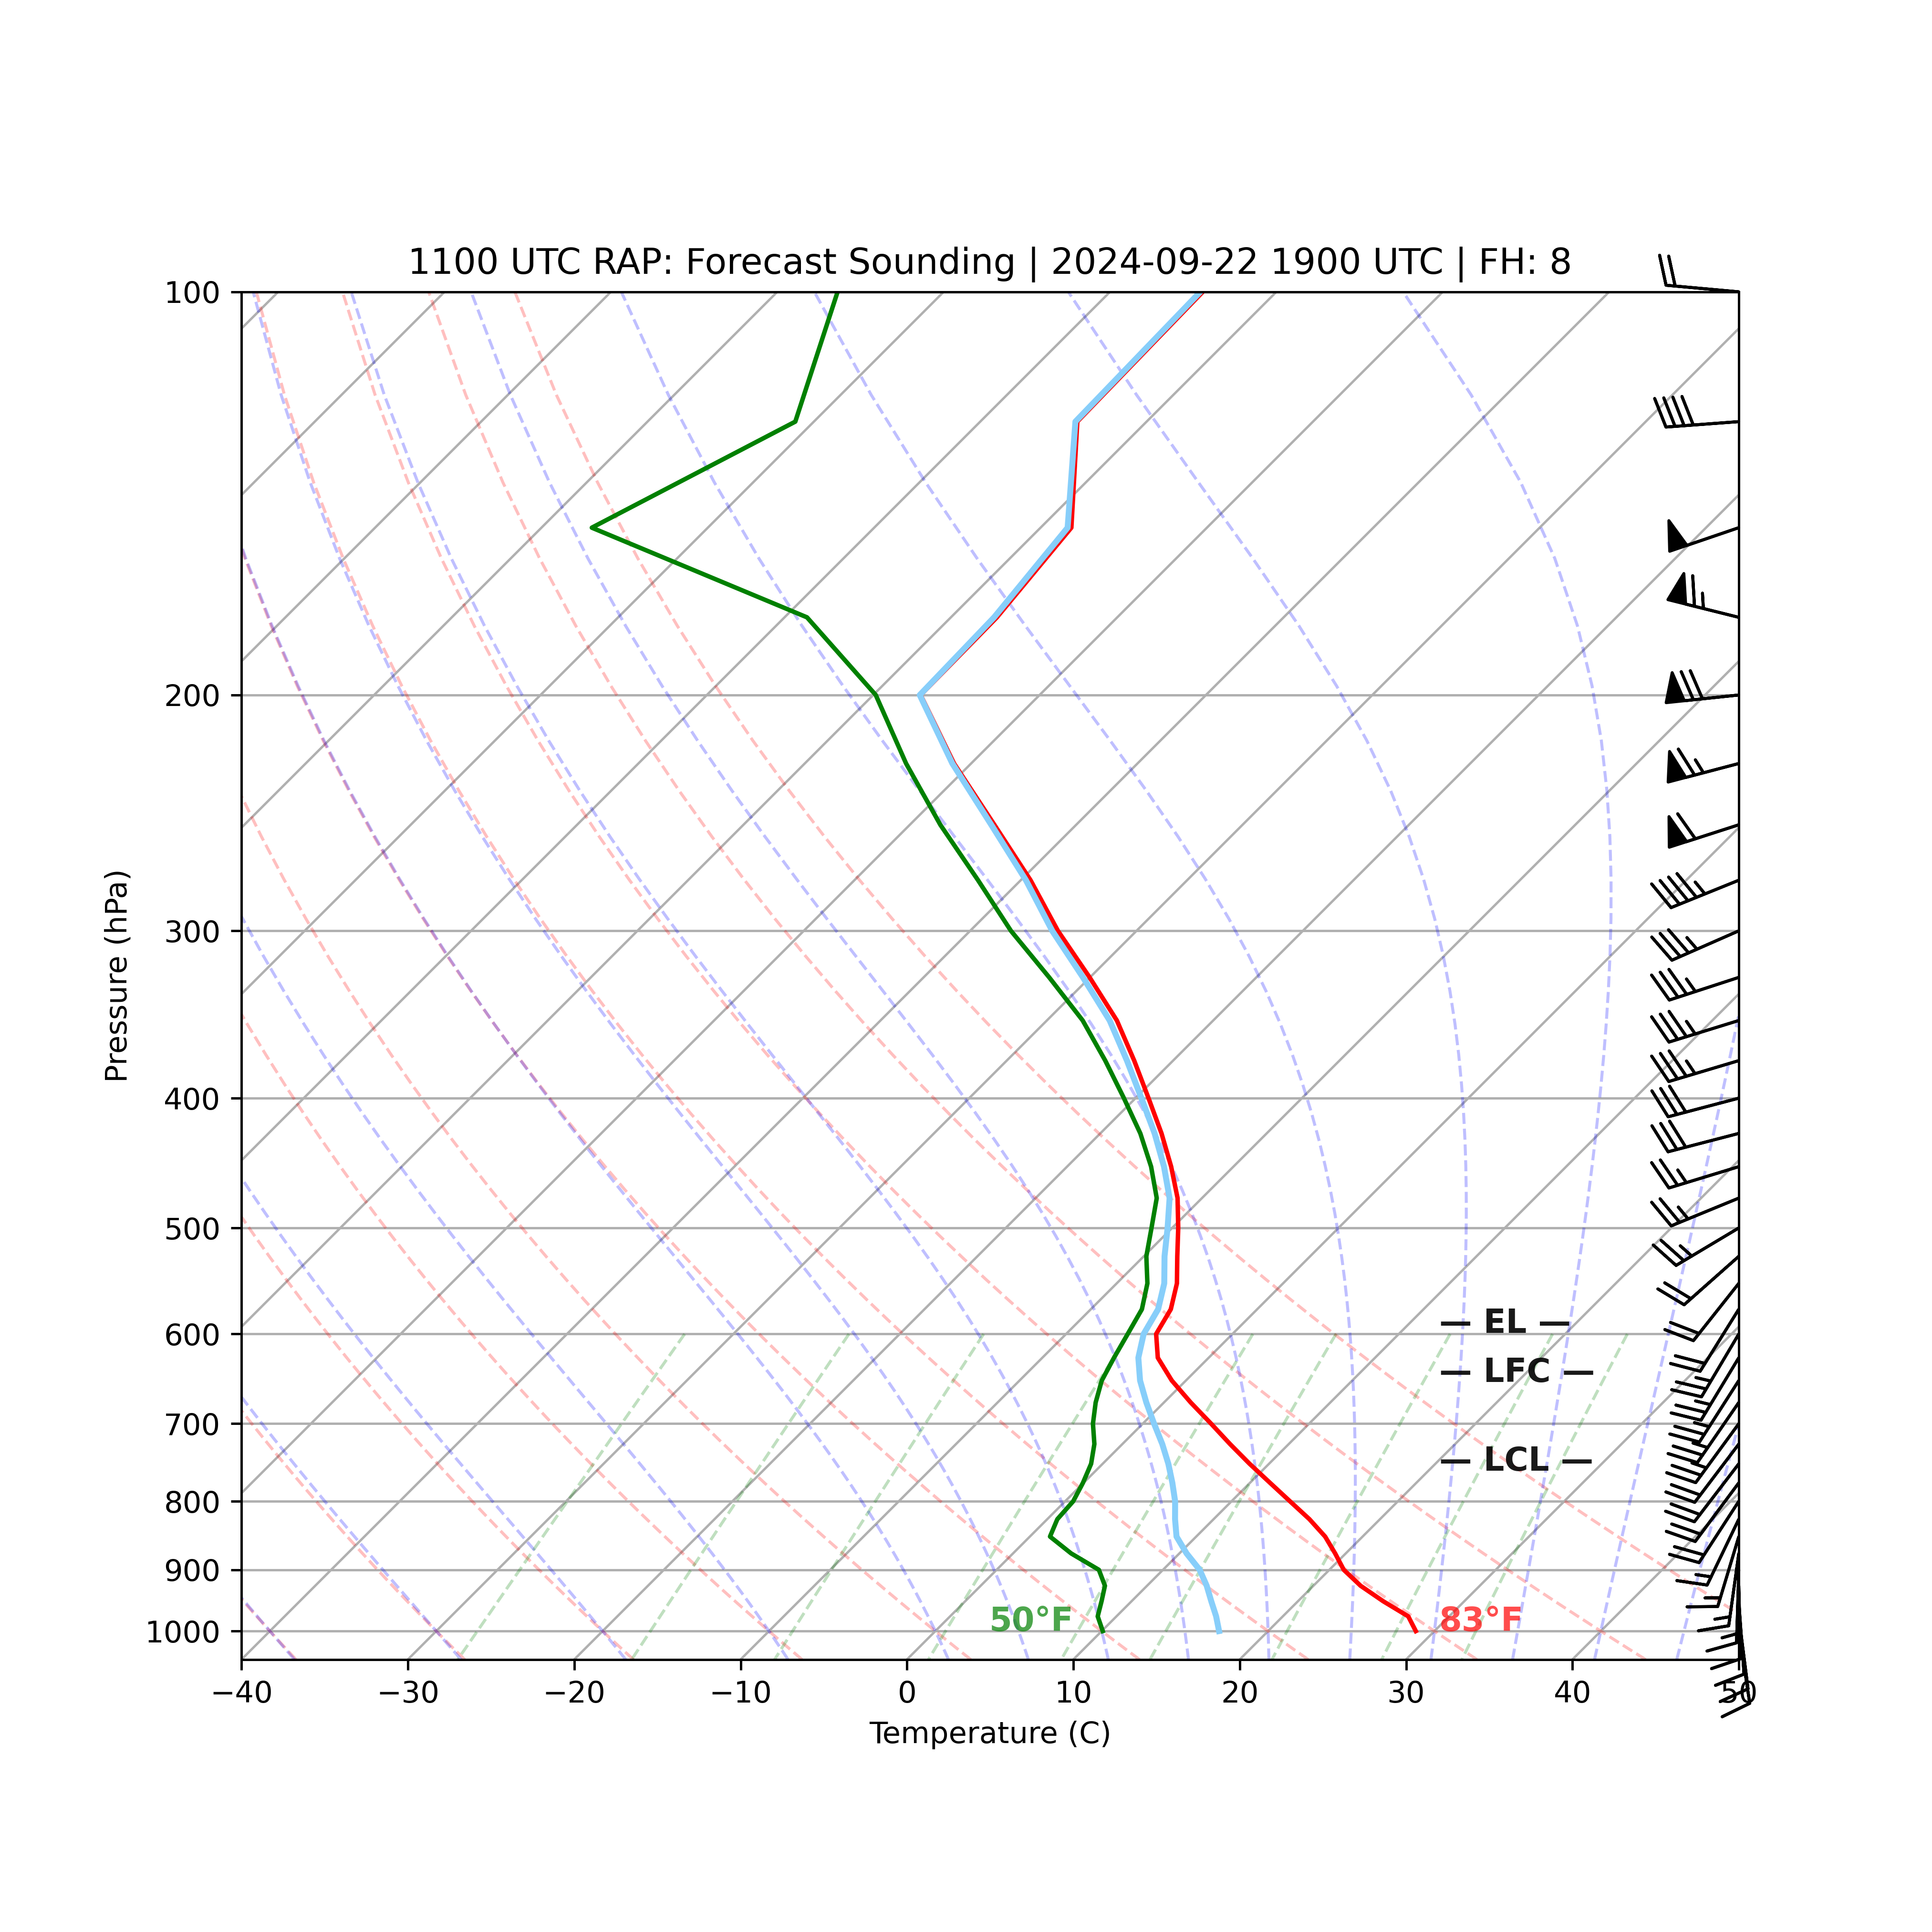 1100 UTC RAP: Forecast Sounding | 2024-09-22 1900 UTC | FH: 8
100
200
300
400
500
600
700
800
900
1000
Pressure (hPa)
— EL —
— LFC —
— LCL —
50°F
83°F
−40 −30 −20 −10 0 10 20 30 40 50
Temperature (C)